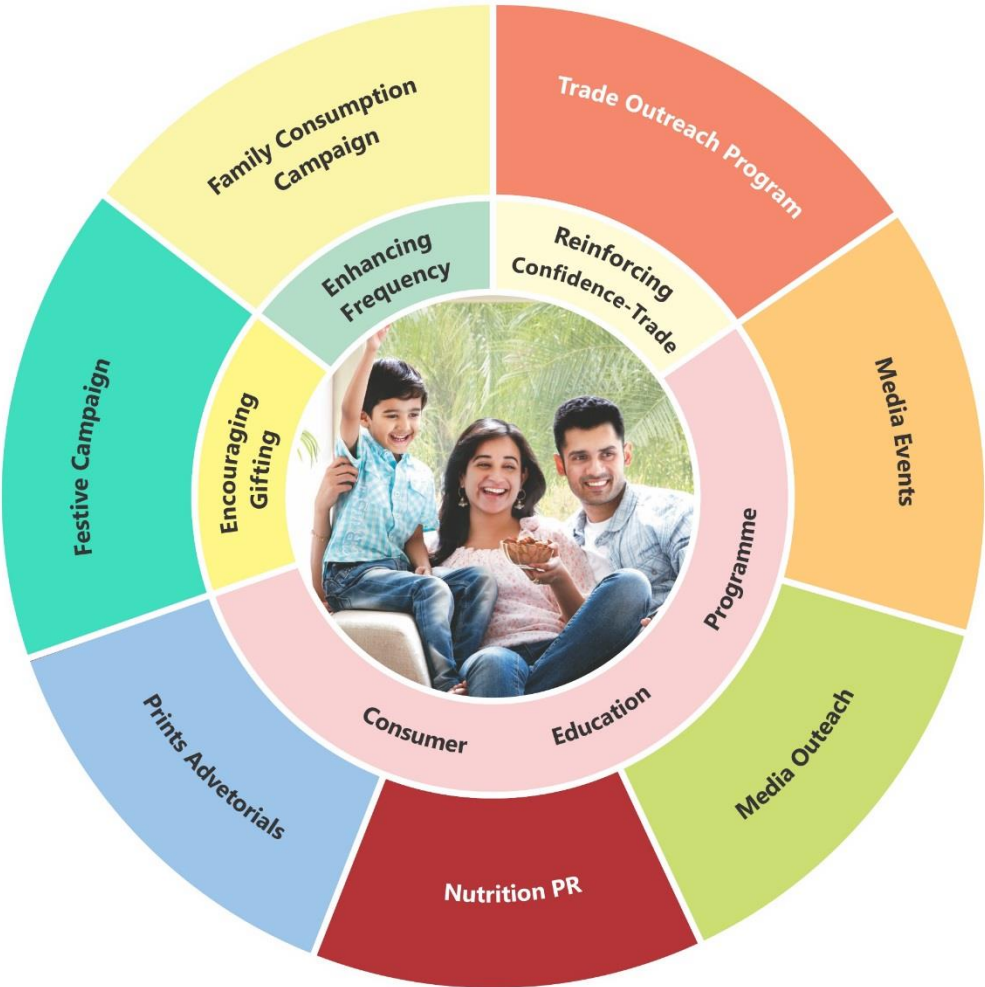 Family Consumption
Campaign
Trade Outreach Program
Enhancing
Frequency
Reinforcing
Confidence-Trade
Festive Campaign
Encouraging
Gifting
Media Events
Programme
Consumer
Education
Prints Advetorials
Media Outeach
Nutrition PR